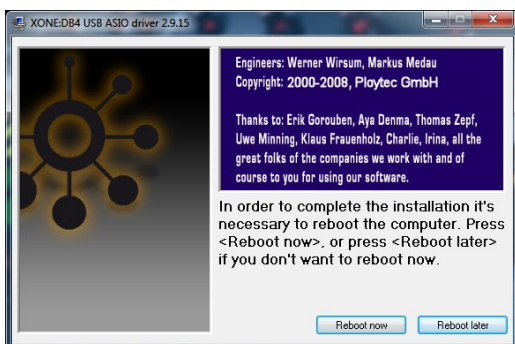 XONE:DB4 USB ASIO driver 2.9.15
Engineers: Werner Wirsum, Markus Medau
Copyright: 2000-2008, Ploytec GmbH
Thanks to: Erik Gorouben, Aya Denma, Thomas Zepf,
Uwe Minning, Klaus Frauenholz, Charlie, Irina, all the
great folks of the companies we work with and of
course to you for using our software.
In order to complete the installation it's
necessary to reboot the computer. Press
<Reboot now>, or press <Reboot later>
if you don't want to reboot now.
Reboot now
Reboot later